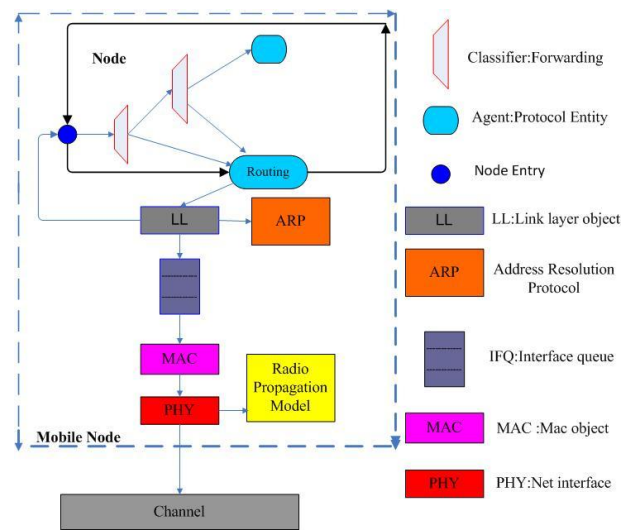 Node
Routing
LL
ARP
MAC
Radio
Propagation
Model
PHY
Mobile Node
Channel
Classifier:Forwarding
Agent:Protocol Entity
Node Entry
LL
LL:Link layer object
ARP
Address Resolution
Protocol
IFQ:Interface queue
MAC
MAC :Mac object
PHY
PHY:Net interface